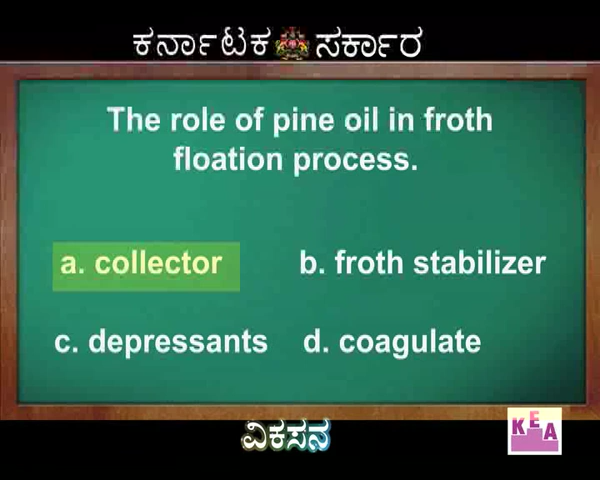 ಕರ್ನಾಟಕ ಸರ್ಕಾರ
The role of pine oil in froth
floation process.
a. collector b. froth stabilizer
c. depressants d. coagulate
ವಿಕಸನ
KEA